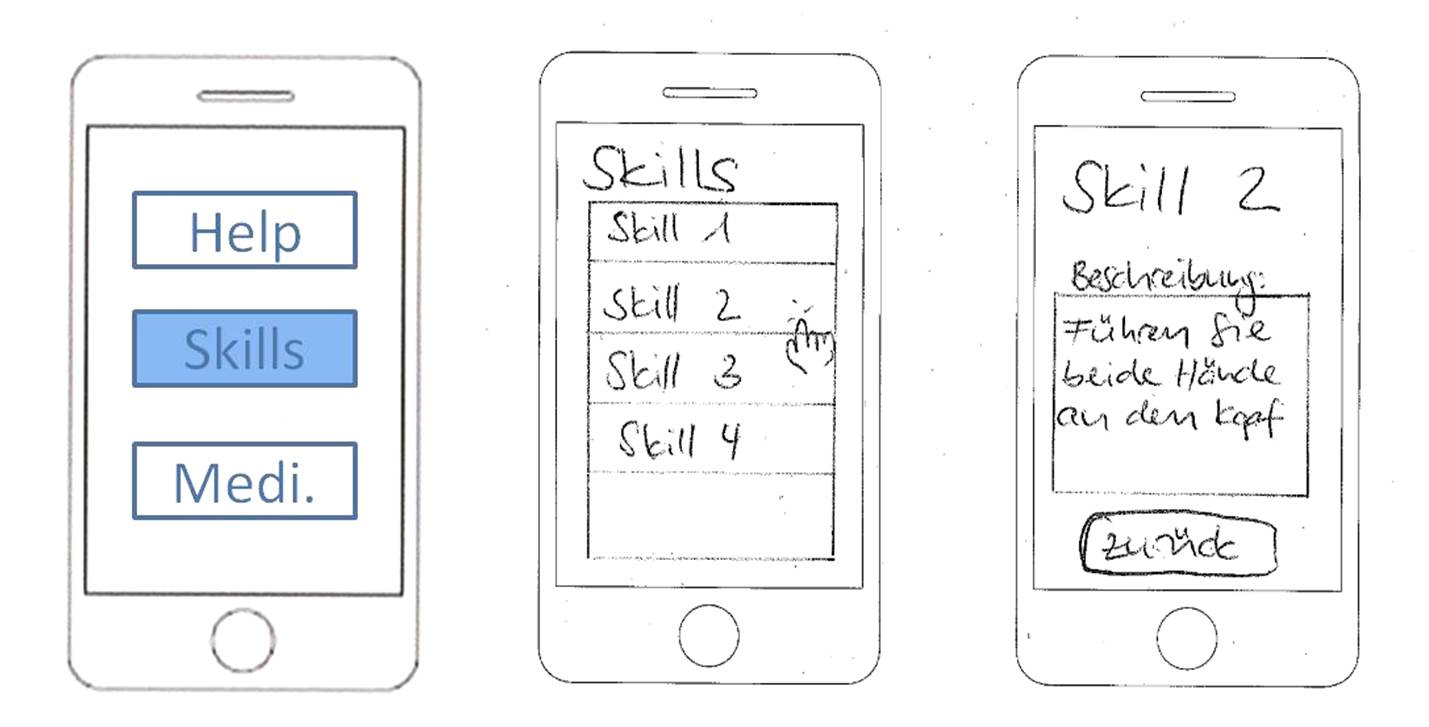 Help
Skills
Medi.
Skills
Skill 1
Skill 2
Skill 3
Skill 4
Skill 2
Beschreibung:
Führen Sie
beide Hände
an den Kopf
zurück